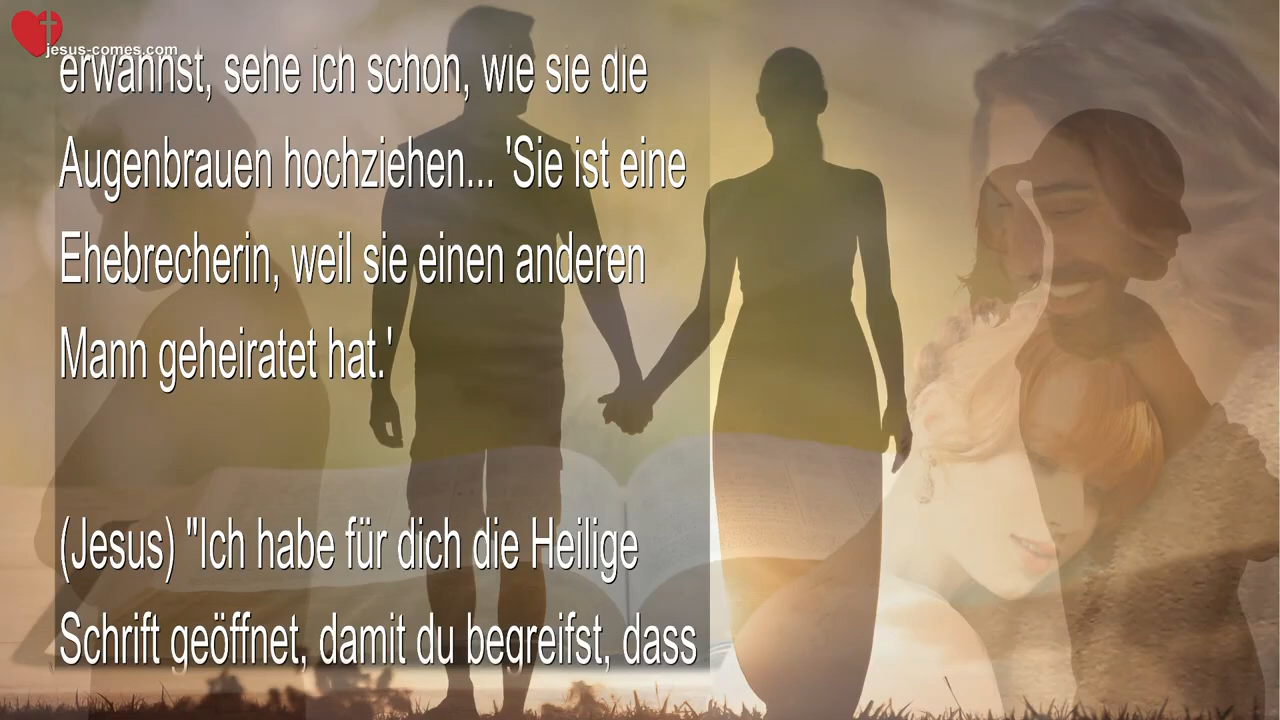 jesus-comes.com
erwähnst, sehe ich schon, wie sie die
Augenbrauen hochziehen... 'Sie ist eine
Ehebrecherin, weil sie einen anderen
Mann geheiratet hat.'
(Jesus) "Ich habe für dich die Heilige
Schrift geöffnet, damit du begreifst, dass